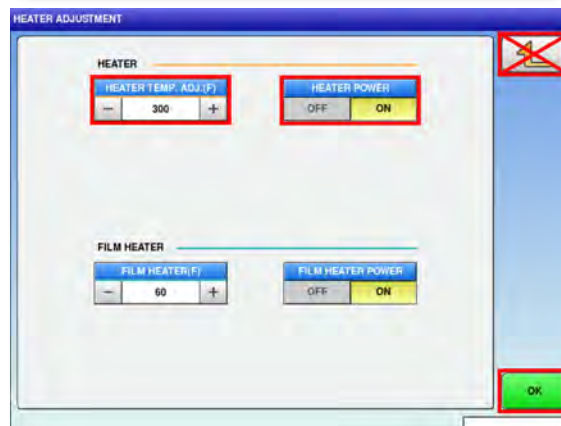 HEATER ADJUSTMENT
HEATER
HEATER TEMP. ADJ.(F)
HEATER POWER
− 300 +
OFF ON
FILM HEATER
FILM HEATER(F)
FILM HEATER POWER
− 60 +
OFF ON
OK